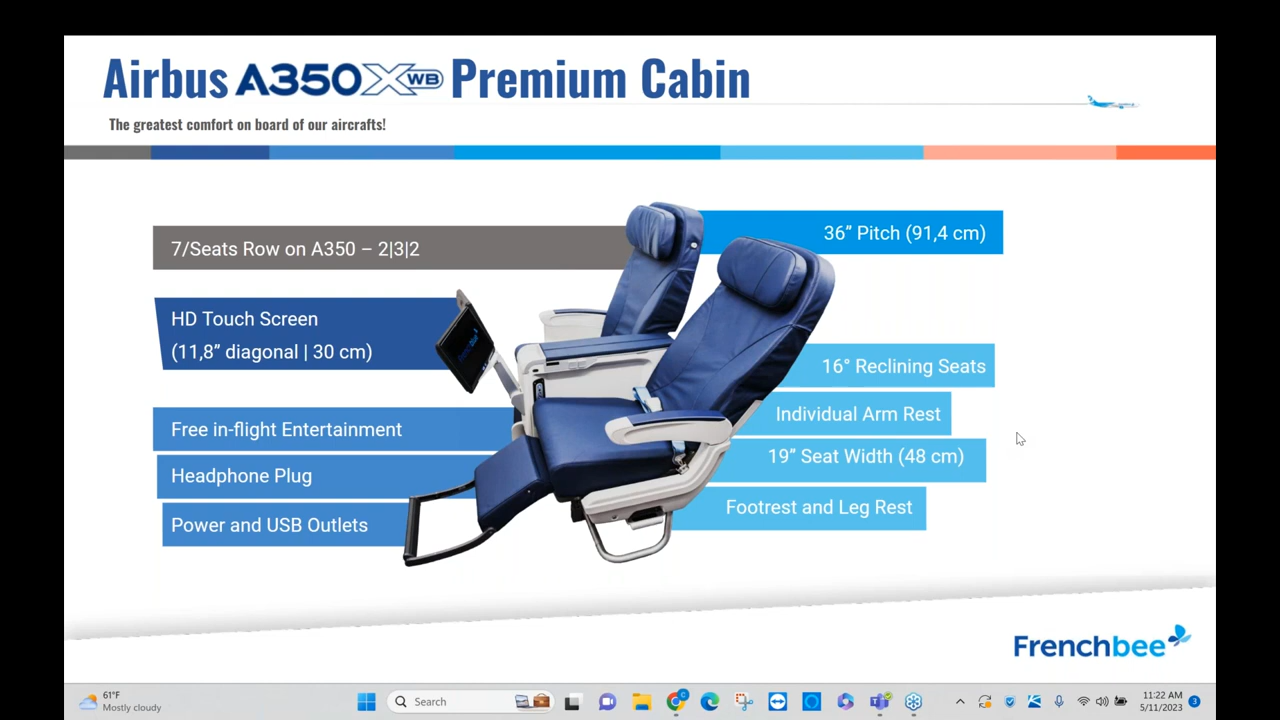 Airbus A350 XWB Premium Cabin
The greatest comfort on board of our aircrafts!
7/Seats Row on A350 – 2|3|2
36” Pitch (91,4 cm)
HD Touch Screen
(11,8” diagonal | 30 cm)
16° Reclining Seats
Individual Arm Rest
Free in-flight Entertainment
19” Seat Width (48 cm)
Headphone Plug
Footrest and Leg Rest
Power and USB Outlets
Frenchbee
61°F
Mostly cloudy
Search
11:22 AM
5/11/2023
3